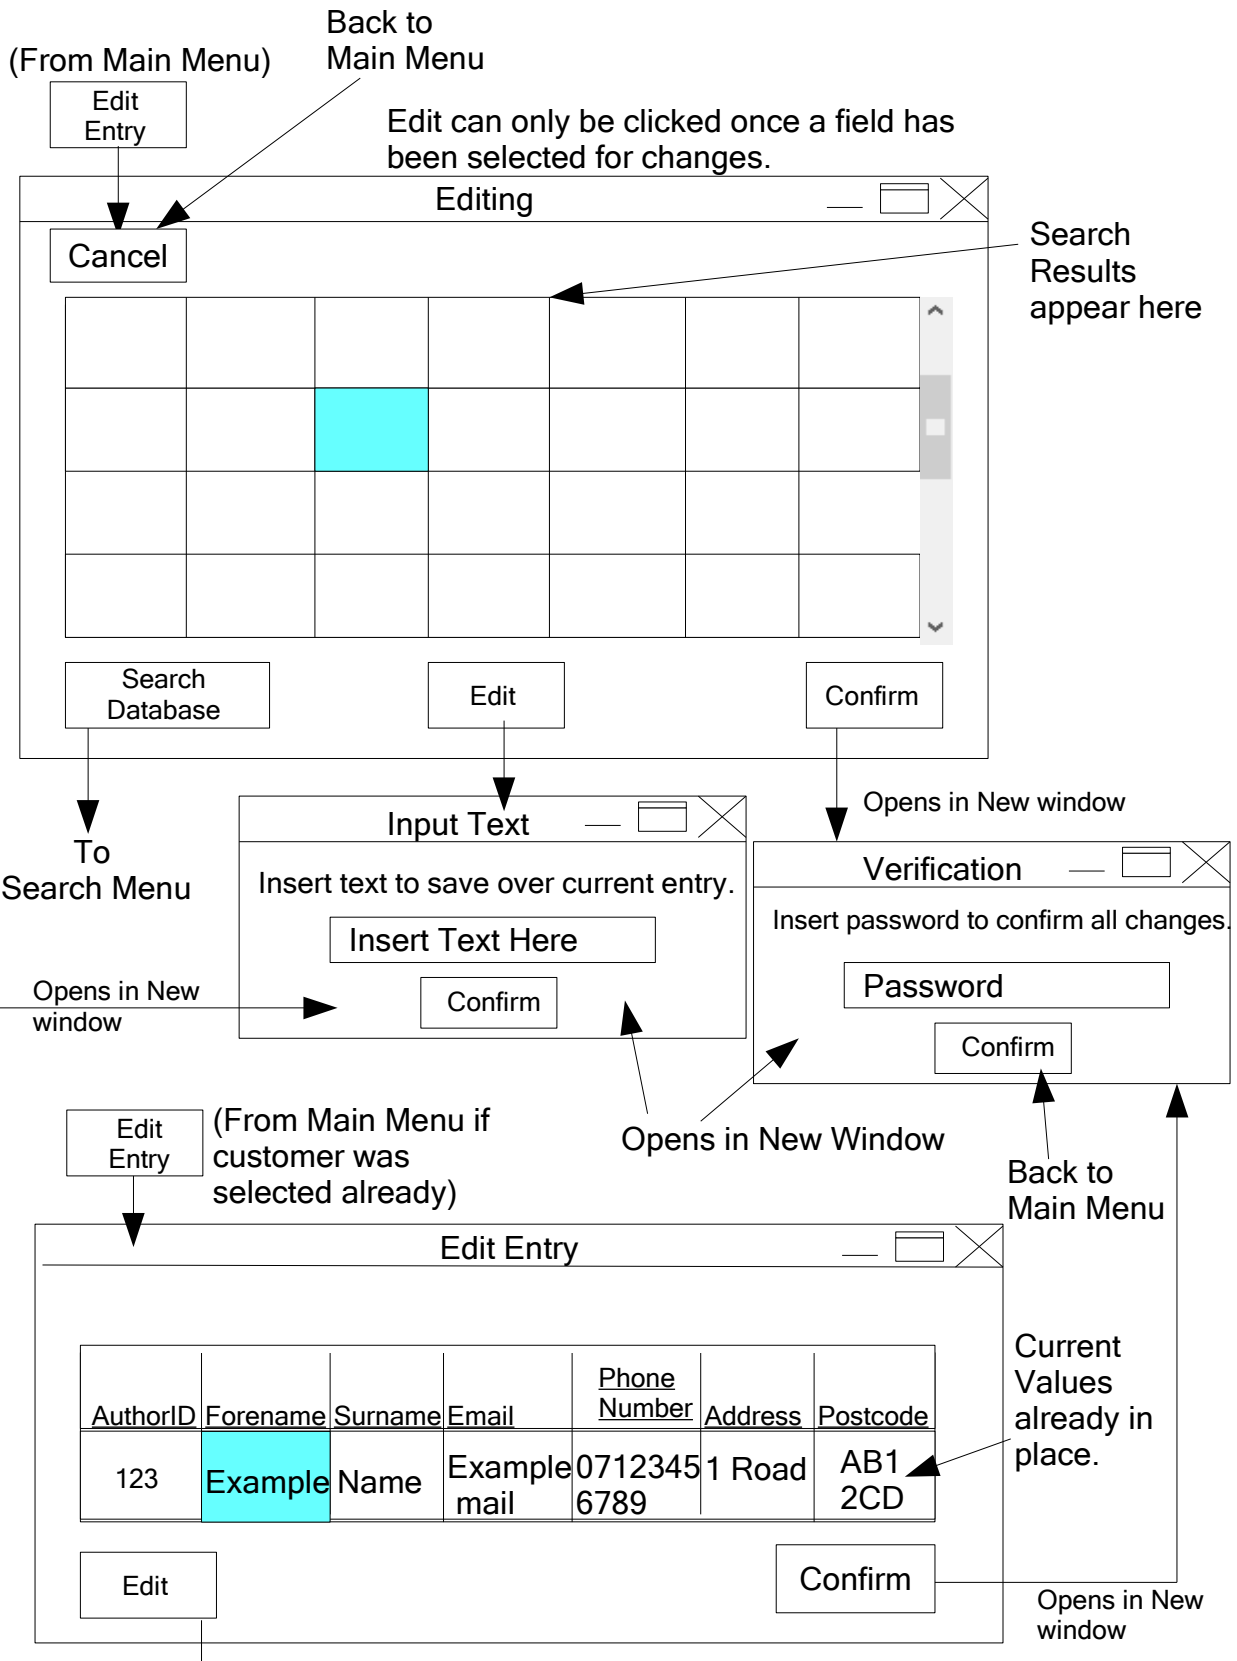 Back to
Main Menu
(From Main Menu)
Edit
Entry
Edit can only be clicked once a field has
been selected for changes.
Editing
Cancel
Search
Results
appear here
Search
Database
Edit
Confirm
Opens in New window
To
Search Menu
Input Text
Insert text to save over current entry.
Insert Text Here
Confirm
Verification
Insert password to confirm all changes.
Password
Confirm
Opens in New
window
Opens in New Window
Back to
Main Menu
Edit
Entry
(From Main Menu if
customer was
selected already)
Edit Entry
Current
Values
already in
place.
AuthorID Forename Surname Email Phone Number Address Postcode
123 Example Name Example mail 0712345 6789 1 Road AB1 2CD
Edit
Confirm
Opens in New
window